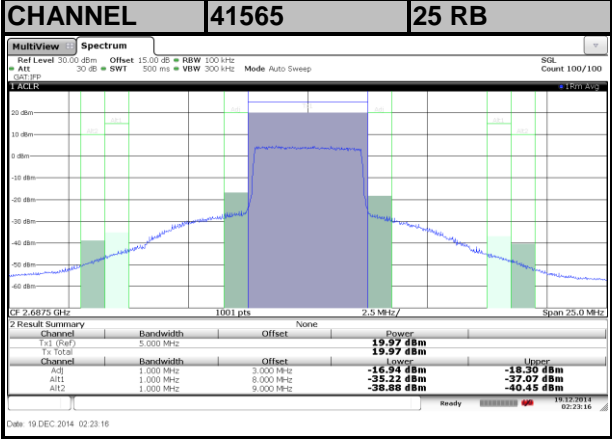 CHANNEL 41565 25 RB
MultiView Spectrum
Ref Level 30.00 dBm Offset 15.00 dB RBW 100 kHz SGL
Att 30 dB SWT 500 ms VBW 300 kHz Mode Auto Sweep Count 100/100
GAT:IFP
1 ACLR 1Rm Avg
20 dBm
10 dBm
0 dBm
-10 dBm
-20 dBm
-30 dBm
-40 dBm
-50 dBm
-60 dBm
CF 2.6875 GHz 1001 pts 2.5 MHz/ Span 25.0 MHz
2 Result Summary None
Channel Bandwidth Offset Power
Tx1 (Ref) 5.000 MHz 19.97 dBm
Tx Total 19.97 dBm
Channel Bandwidth Offset Lower Upper
Adj 1.000 MHz 3.000 MHz -16.94 dBm -18.30 dBm
Alt1 1.000 MHz 8.000 MHz -35.22 dBm -37.07 dBm
Alt2 1.000 MHz 9.000 MHz -38.88 dBm -40.45 dBm
Ready 19.12.2014
02:23:16
Date: 19.DEC.2014 02:23:16